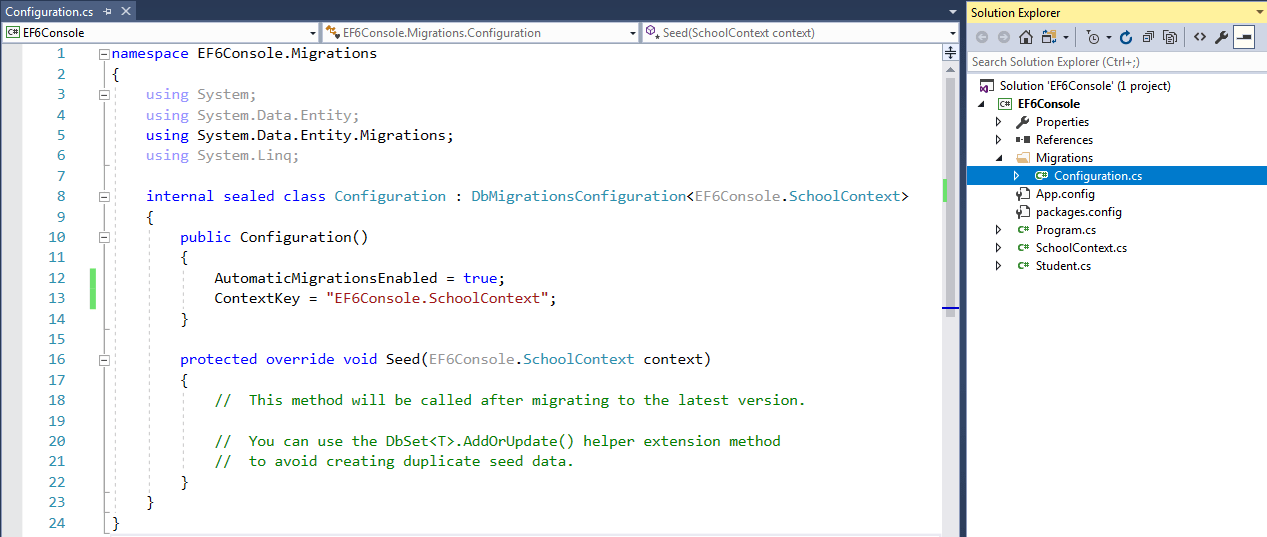 Configuration.cs
EF6Console
EF6Console.Migrations.Configuration
Seed(SchoolContext context)
1 namespace EF6Console.Migrations
2 {
3 using System;
4 using System.Data.Entity;
5 using System.Data.Entity.Migrations;
6 using System.Linq;
7
8 internal sealed class Configuration : DbMigrationsConfiguration<EF6Console.SchoolContext>
9 {
10 public Configuration()
11 {
12 AutomaticMigrationsEnabled = true;
13 ContextKey = "EF6Console.SchoolContext";
14 }
15
16 protected override void Seed(EF6Console.SchoolContext context)
17 {
18 // This method will be called after migrating to the latest version.
19
20 // You can use the DbSet<T>.AddOrUpdate() helper extension method
21 // to avoid creating duplicate seed data.
22 }
23 }
24 }
Solution Explorer
Search Solution Explorer (Ctrl+;)
Solution 'EF6Console' (1 project)
C# EF6Console
Properties
References
Migrations
C# Configuration.cs
App.config
packages.config
C# Program.cs
C# SchoolContext.cs
C# Student.cs